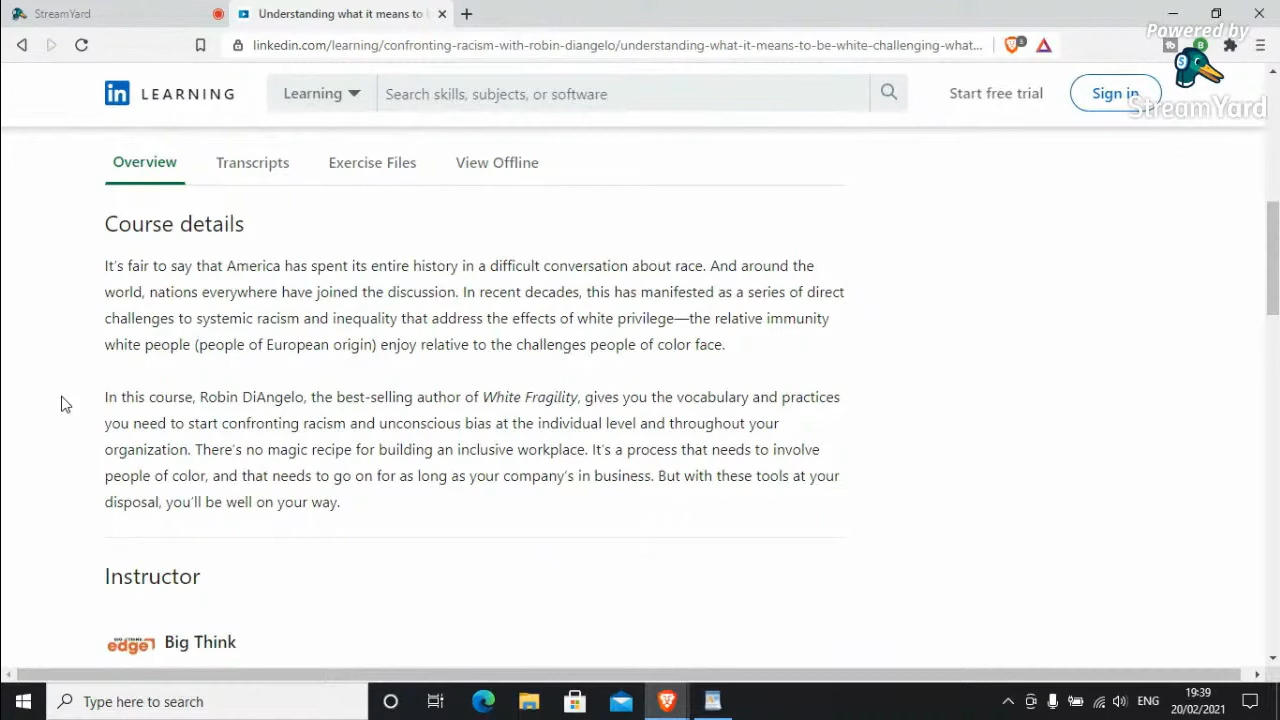 StreamYard
Understanding what it means to
linkedin.com/learning/confronting-racism-with-robin-diangelo/understanding-what-it-means-to-be-white-challenging-what...
3
Powered by
StreamYard
in LEARNING
Learning
Search skills, subjects, or software
Start free trial
Sign in
Overview
Transcripts
Exercise Files
View Offline
Course details
It's fair to say that America has spent its entire history in a difficult conversation about race. And around the
world, nations everywhere have joined the discussion. In recent decades, this has manifested as a series of direct
challenges to systemic racism and inequality that address the effects of white privilege—the relative immunity
white people (people of European origin) enjoy relative to the challenges people of color face.
In this course, Robin DiAngelo, the best-selling author of White Fragility, gives you the vocabulary and practices
you need to start confronting racism and unconscious bias at the individual level and throughout your
organization. There's no magic recipe for building an inclusive workplace. It's a process that needs to involve
people of color, and that needs to go on for as long as your company's in business. But with these tools at your
disposal, you'll be well on your way.
Instructor
BIG THINK
edge
Big Think
Type here to search
ENG
19:39
20/02/2021